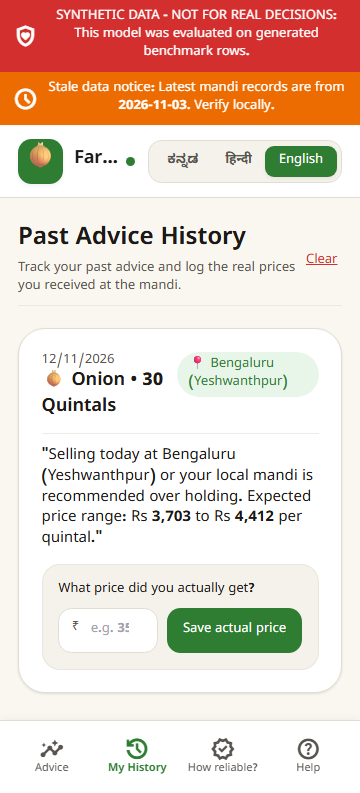 SYNTHETIC DATA - NOT FOR REAL DECISIONS:
This model was evaluated on generated
benchmark rows.
Stale data notice: Latest mandi records are from
2026-11-03. Verify locally.
Far...
ಕನ್ನಡ
हिन्दी
English
Past Advice History
Track your past advice and log the real prices
you received at the mandi.
Clear
12/11/2026
Onion • 30
Quintals
Bengaluru
(Yeshwanthpur)
"Selling today at Bengaluru
(Yeshwanthpur) or your local mandi is
recommended over holding. Expected
price range: Rs 3,703 to Rs 4,412 per
quintal."
What price did you actually get?
₹ e.g. 35
Save actual price
Advice
My History
How reliable?
Help